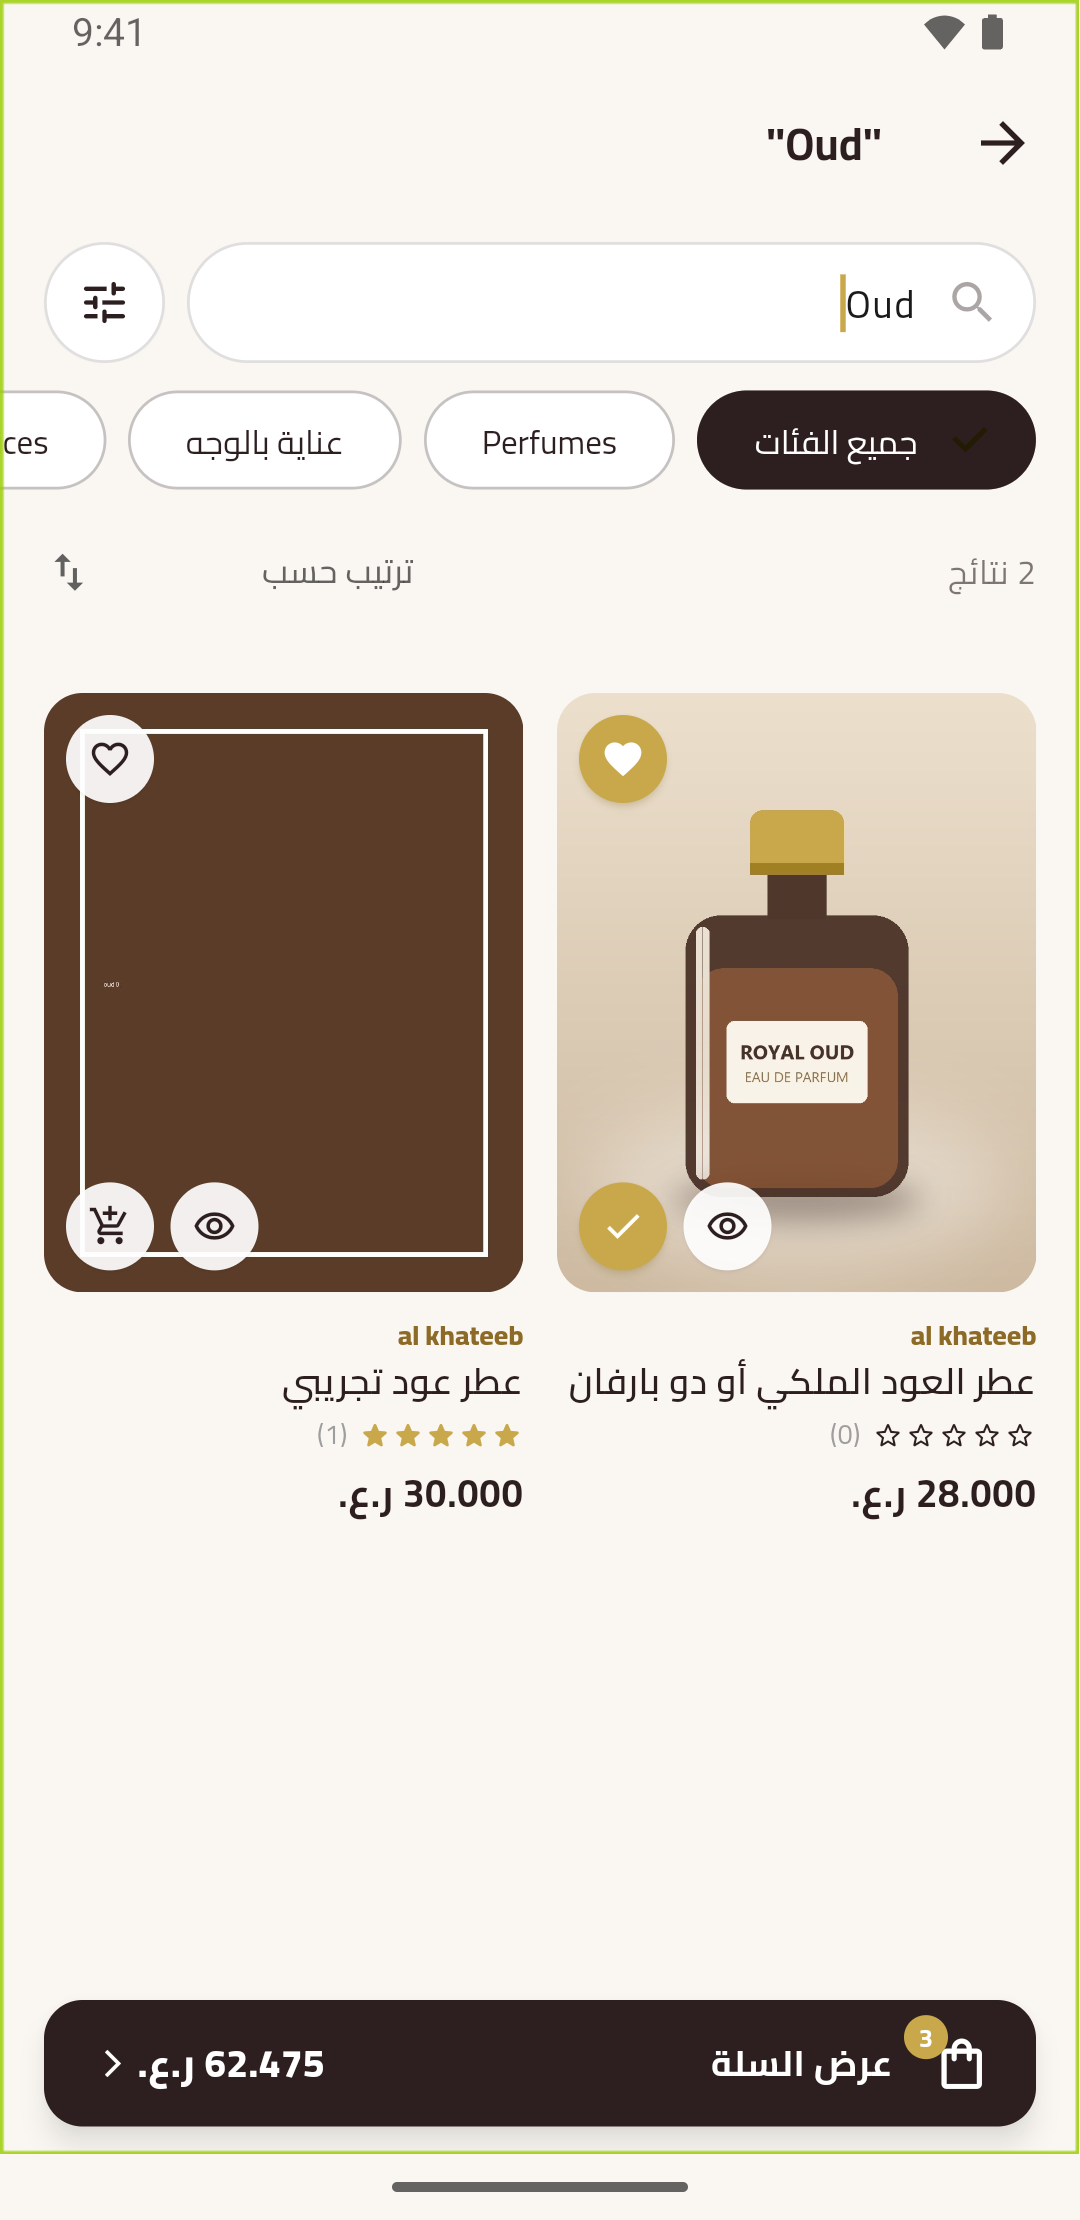 9:41
"Oud"
Oud
جميع الفئات
Perfumes
عناية بالوجه
ces
2 نتائج
ترتيب حسب
ROYAL OUD
EAU DE PARFUM
al khateeb
عطر العود الملكي أو دو بارفان
(0)
28.000 ر.ع.
oud 0
al khateeb
عطر عود تجريبي
(1)
30.000 ر.ع.
3
عرض السلة
62.475 ر.ع.